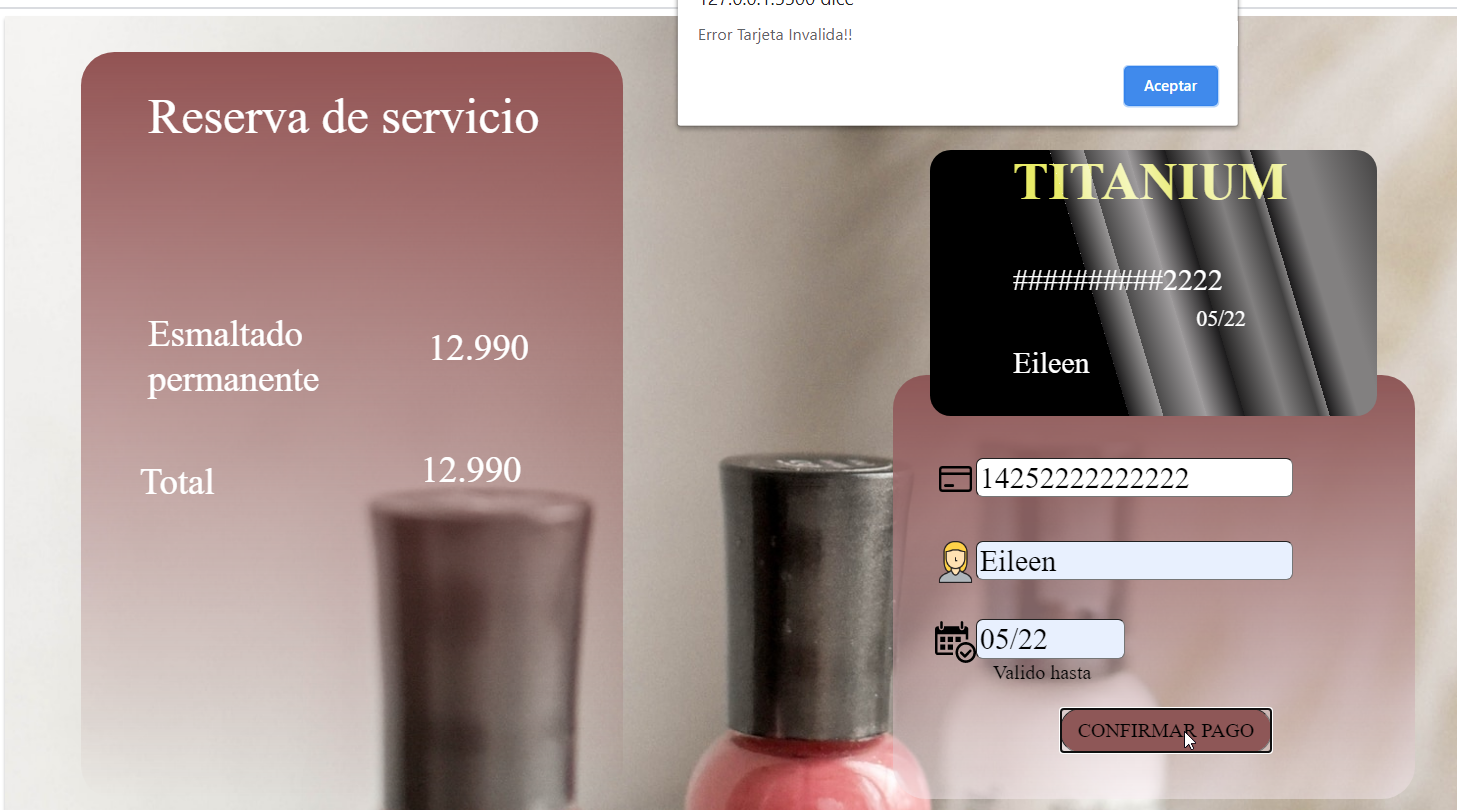 127.0.0.1:5500 dice
Error Tarjeta Invalida!!
Aceptar
Reserva de servicio
Esmaltado
permanente
12.990
Total
12.990
TITANIUM
##########2222
05/22
Eileen
14252222222222
Eileen
05/22
Valido hasta
CONFIRMAR PAGO